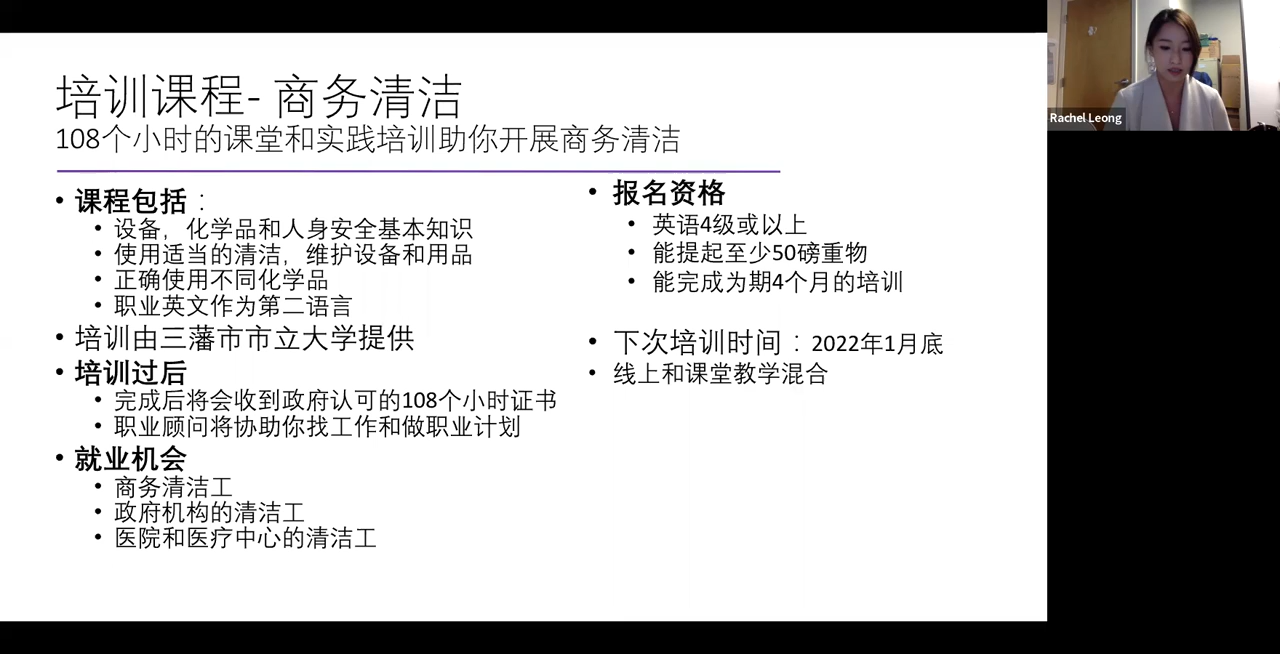 培训课程- 商务清洁
108个小时的课堂和实践培训助你开展商务清洁
• 课程包括：
• 设备，化学品和人身安全基本知识
• 使用适当的清洁，维护设备和用品
• 正确使用不同化学品
• 职业英文作为第二语言
• 培训由三藩市市立大学提供
• 培训过后
• 完成后将会收到政府认可的108个小时证书
• 职业顾问将协助你找工作和做职业计划
• 就业机会
• 商务清洁工
• 政府机构的清洁工
• 医院和医疗中心的清洁工
• 报名资格
• 英语4级或以上
• 能提起至少50磅重物
• 能完成为期4个月的培训
• 下次培训时间：2022年1月底
• 线上和课堂教学混合
Rachel Leong